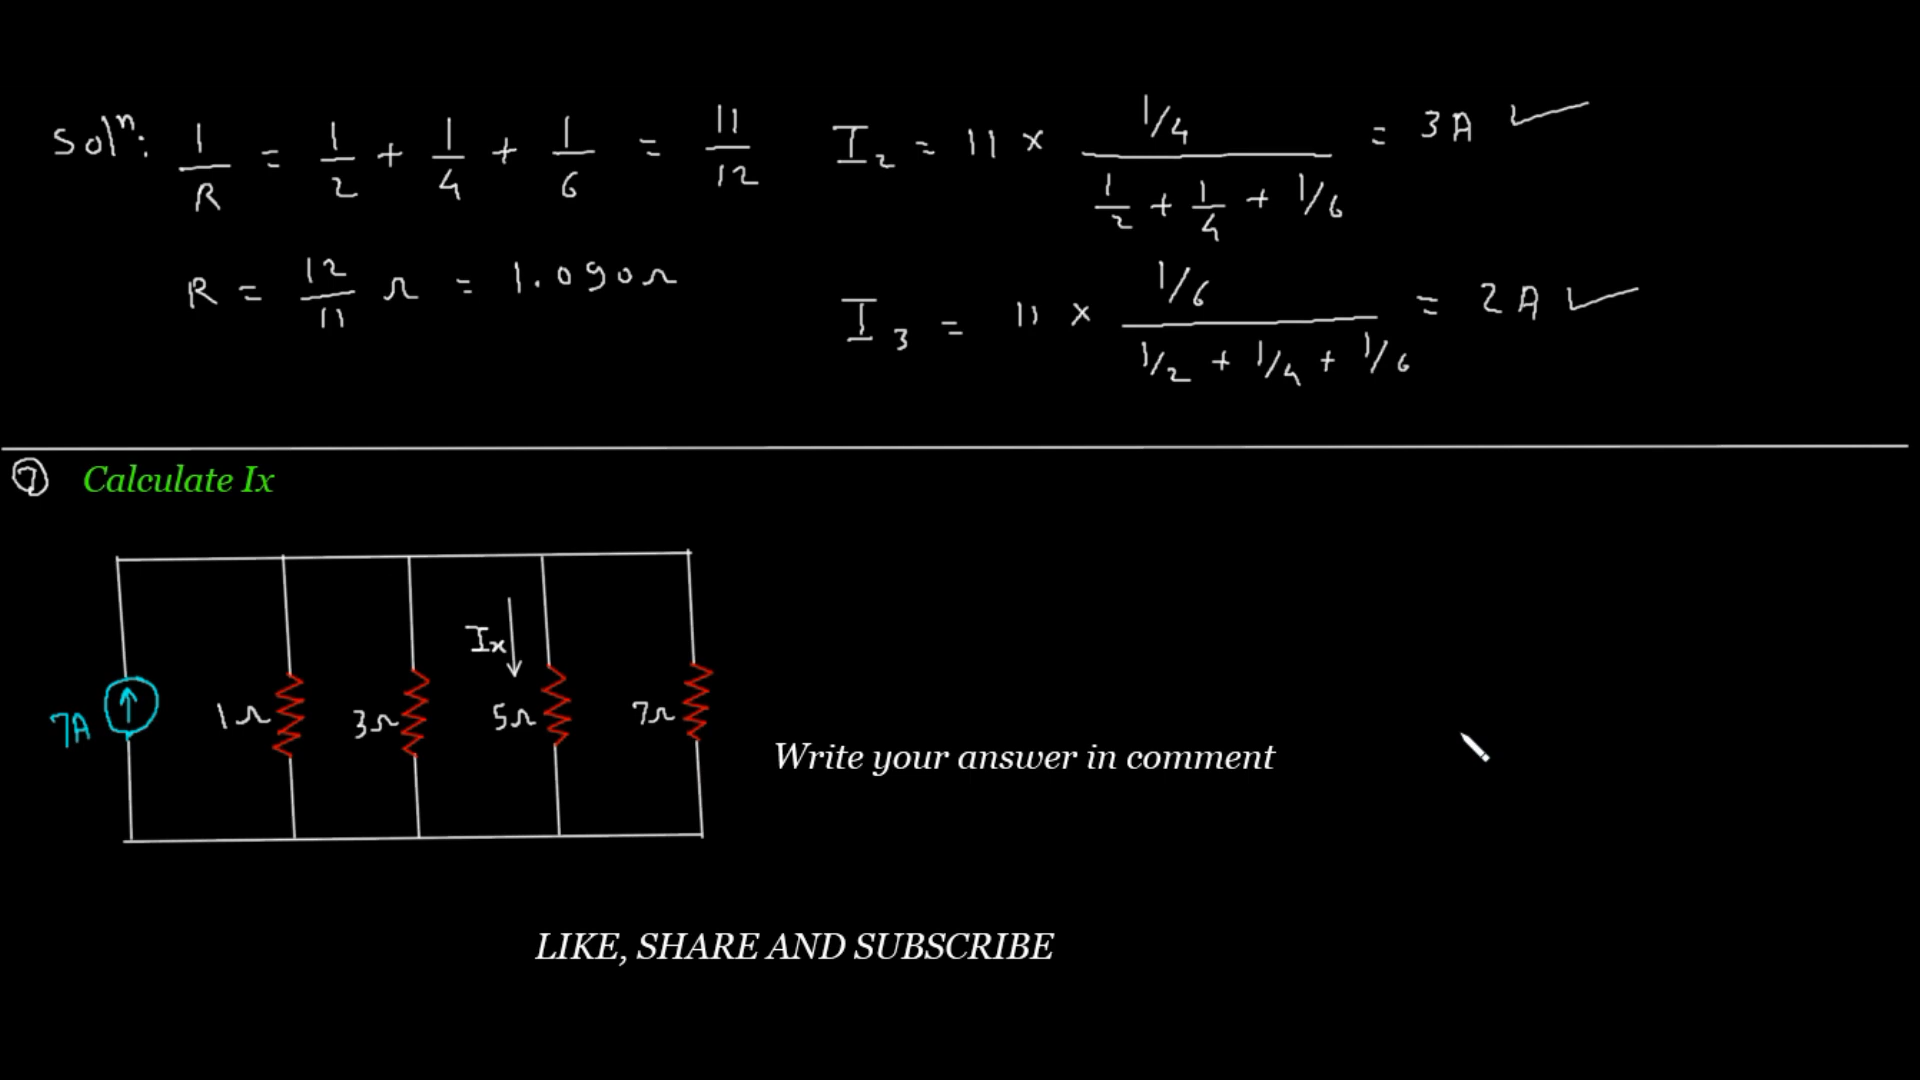 Solⁿ: 1/R = 1/2 + 1/4 + 1/6 = 11/12
R = 12/11 Ω = 1.090Ω
I₂ = 11 × (1/4)/(1/2 + 1/4 + 1/6) = 3A ✓
I₃ = 11 × (1/6)/(1/2 + 1/4 + 1/6) = 2A ✓
⑦ Calculate Ix
Ix
7A 1Ω 3Ω 5Ω 7Ω
Write your answer in comment
LIKE, SHARE AND SUBSCRIBE